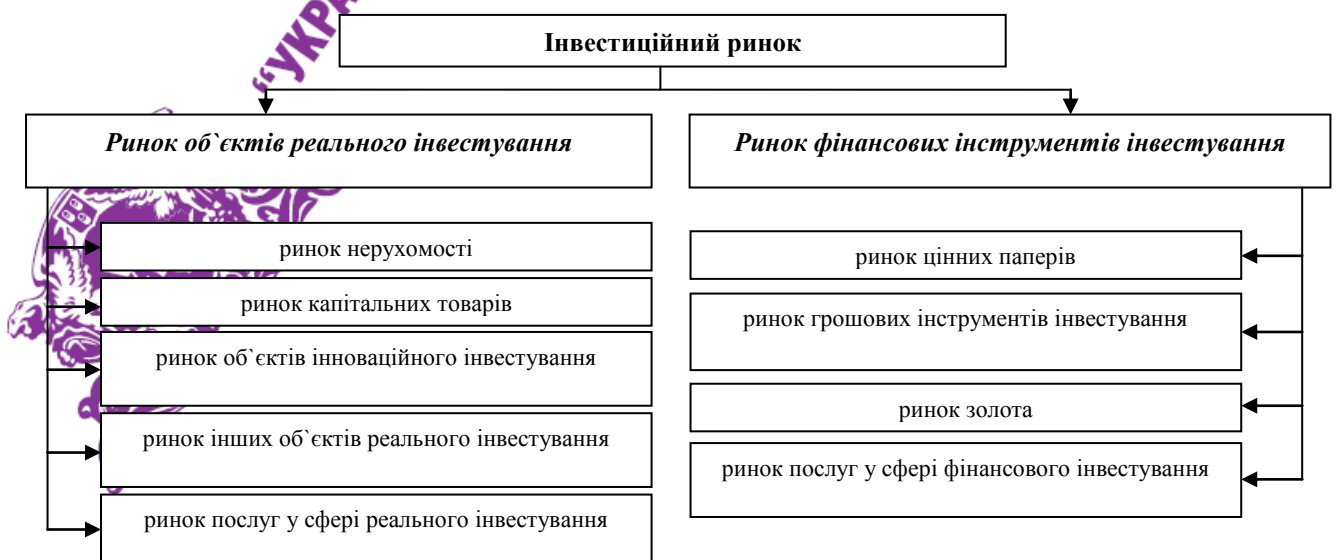 “УКРА
Інвестиційний ринок
Ринок об`єктів реального інвестування
ринок нерухомості
ринок капітальних товарів
ринок об`єктів інноваційного інвестування
ринок інших об`єктів реального інвестування
ринок послуг у сфері реального інвестування
Ринок фінансових інструментів інвестування
ринок цінних паперів
ринок грошових інструментів інвестування
ринок золота
ринок послуг у сфері фінансового інвестування